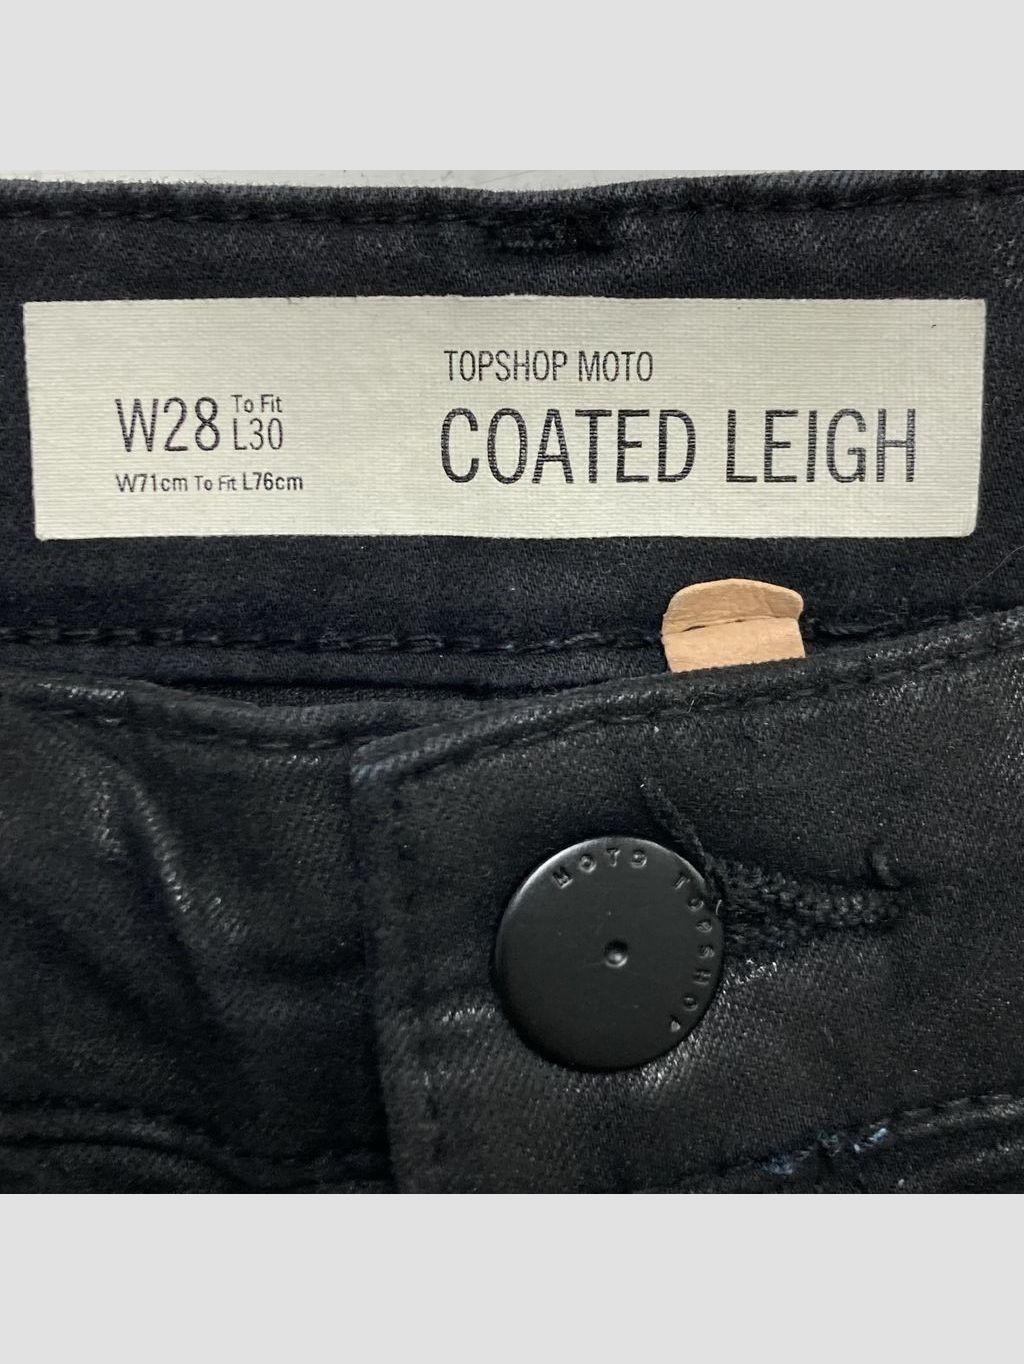 TOPSHOP MOTO
COATED LEIGH
W28 To Fit L30
W71cm To Fit L76cm
MOTO TOPSHOP